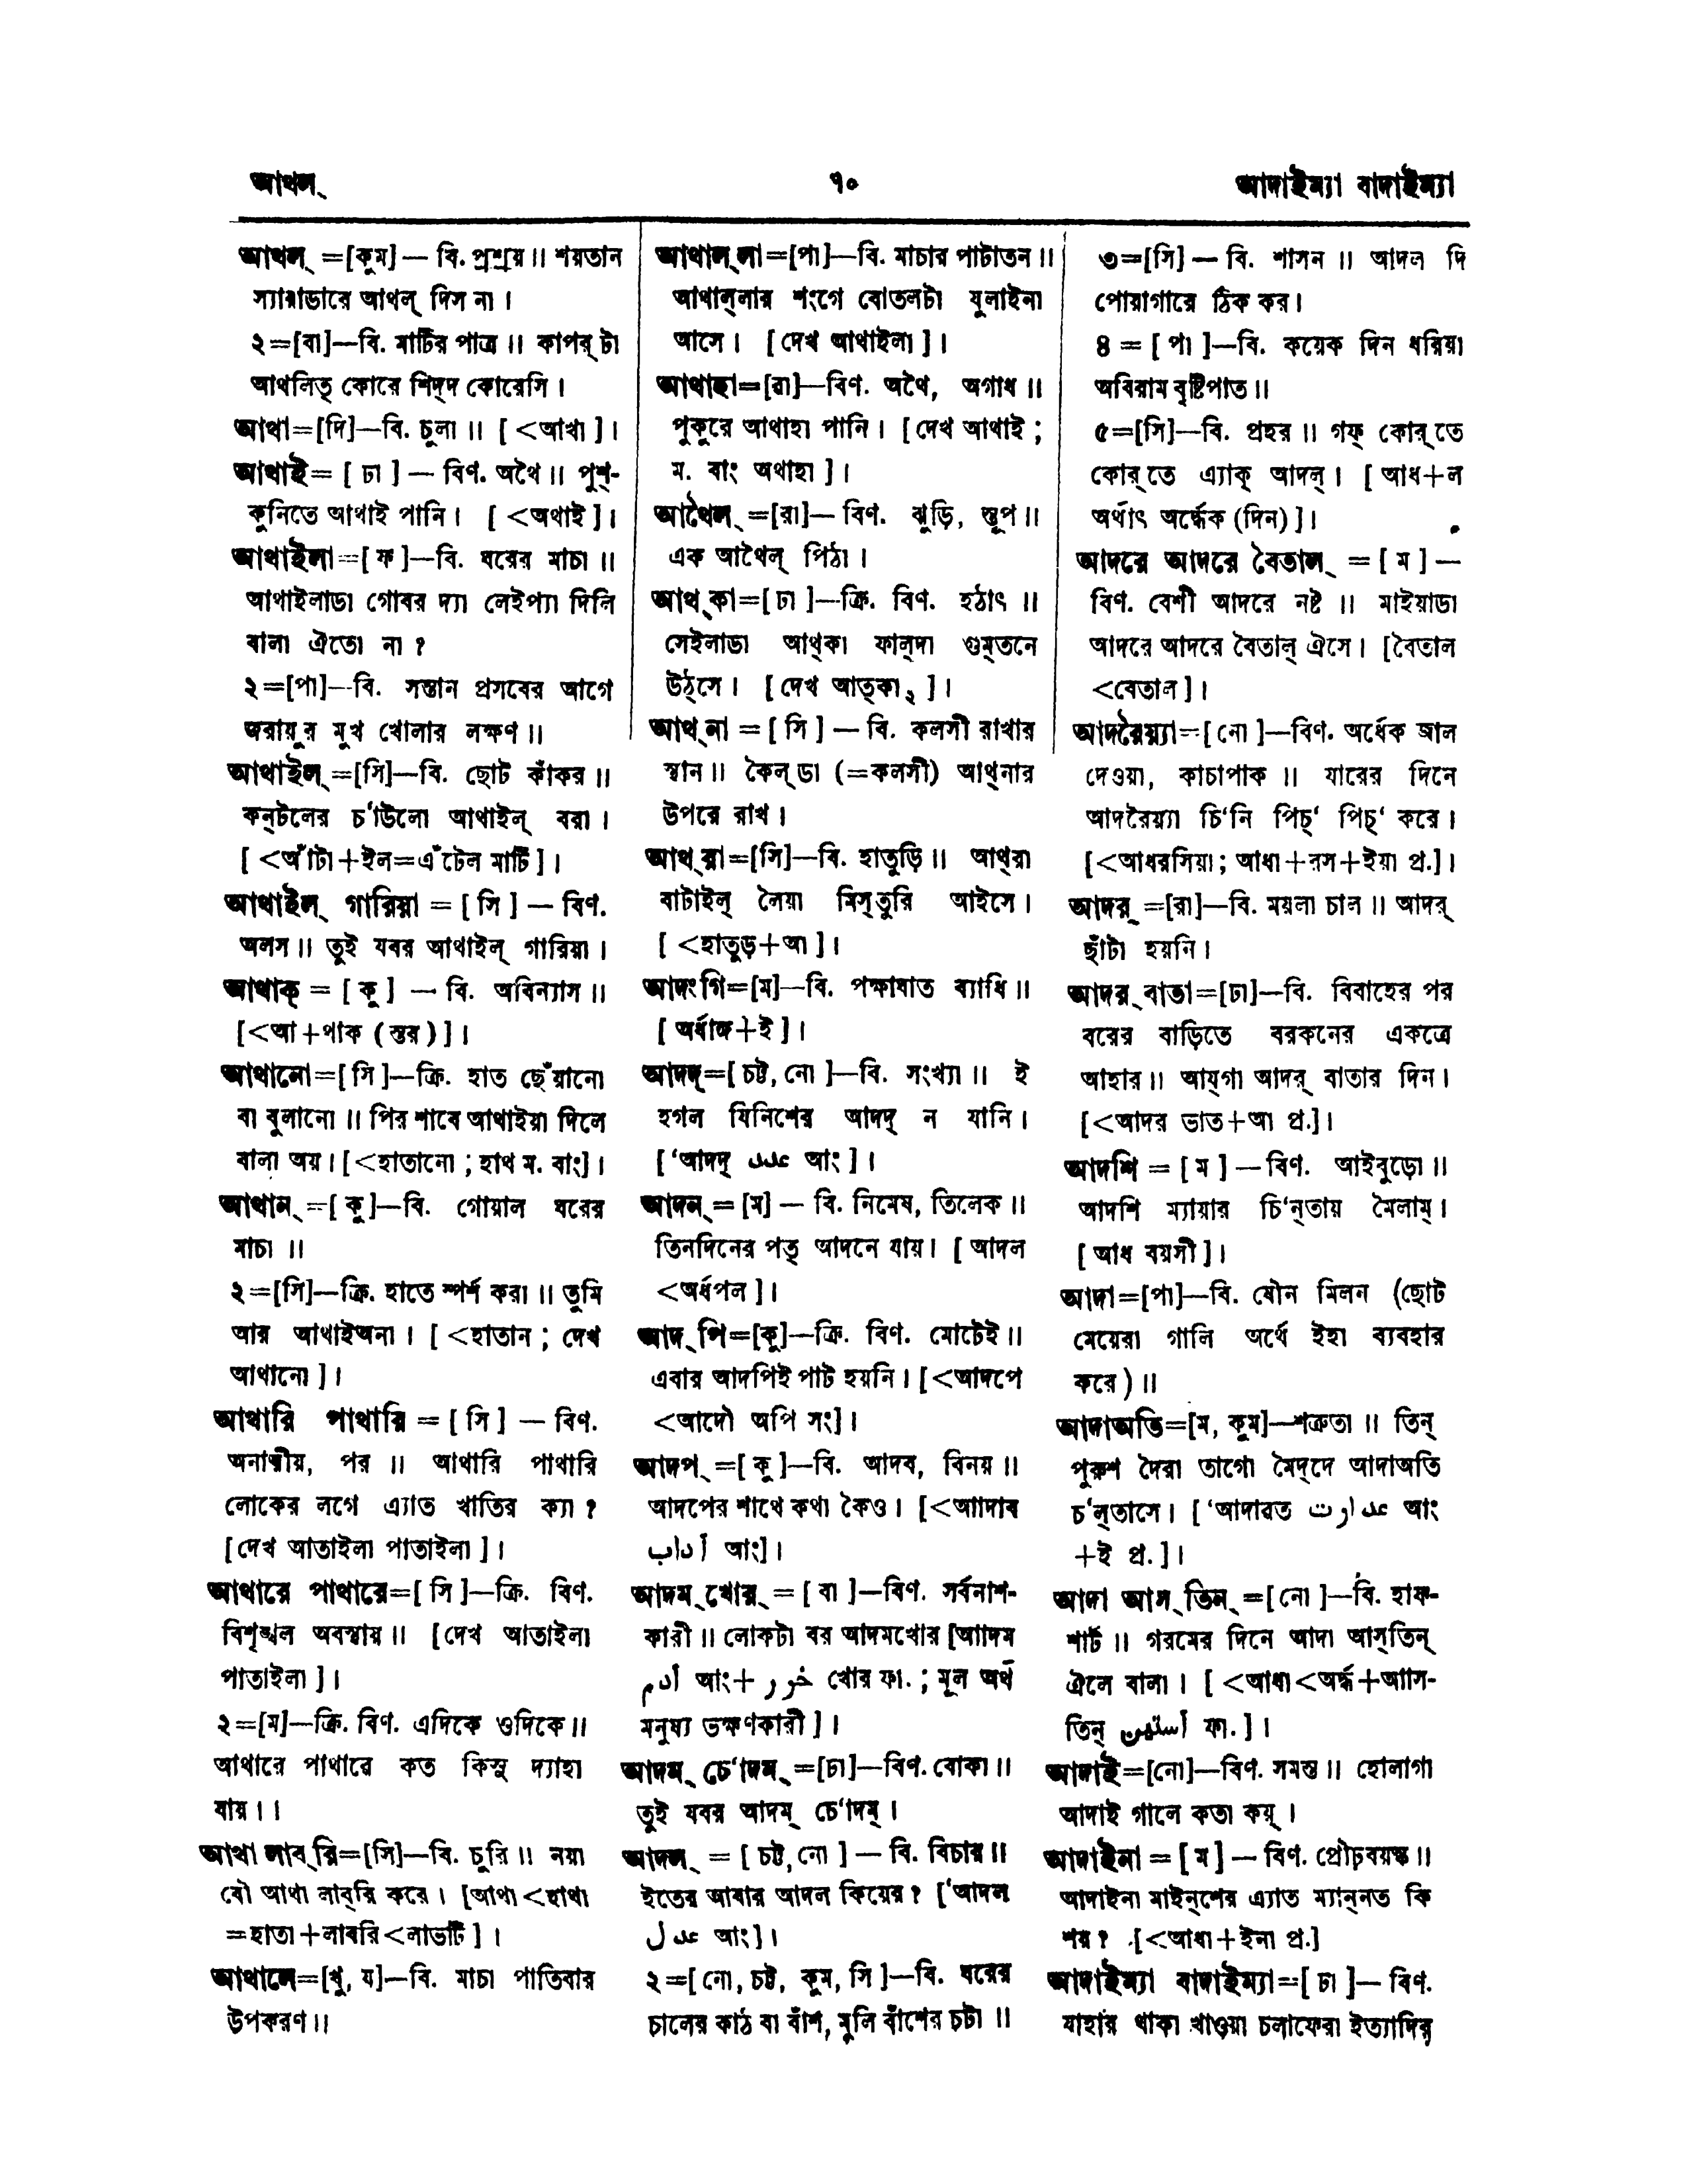 আথল্
৭০
আদাইম্যা বাদাইম্যা
আথল্ =[কুম] — বি. প্রশ্রয়॥ শয়তান
স্যারাডারে আথল্ দিস না।
২=[বা]—বি. মাটির পাত্র॥ কাপর্‌টা
আথলিত্ কোরে শিদ্দ কোরেসি।
আথা=[দি]—বি. চুলা॥ [<আখা]।
আথাই= [ ঢা ] — বিণ. অথৈ॥ পুশ্-
কুনিতে আথাই পানি। [<অথাই]।
আথাইলা=[ ফ ]—বি. ঘরের মাচা॥
আথাইলাডা গোবর দ্যা লেইপ্যা দিলি
বালা ঐতো না?
২=[পা]—বি. সন্তান প্রসবের আগে
জরায়ুর মুখ খোলার লক্ষণ॥
আথাইল্=[সি]—বি. ছোট কাঁকর॥
কন্টলের চ'াউলো আথাইল্ বরা।
[<আঁটা+ইল=এঁটেল মাটি]।
আথাইল্ গারিয়া = [ সি ] — বিণ.
অলস॥ তুই যবর আথাইল্ গারিয়া।
আথাক্ = [ কু ] — বি. অবিন্যাস॥
[<আ+থাক (স্তর)]।
আথানো=[ সি ]—ক্রি. হাত ছোঁয়ানো
বা বুলানো॥ পির শাবে আথাইয়া দিলে
বালা অয়। [<হাতানো; হাথ ম. বাং]।
আথান্=[ কু ]—বি. গোয়াল ঘরের
মাচা॥
২=[সি]—ক্রি. হাতে স্পর্শ করা॥ তুমি
আর আথাইঅনা। [<হাতান; দেখ
আথানো]।
আথারি পাথারি = [ সি ] — বিণ.
অনাত্মীয়, পর॥ আথারি পাথারি
লোকের লগে এ্যাত খাতির ক্যা?
[দেখ আতাইলা পাতাইলা]।
আথারে পাথারে=[ সি ]—ক্রি. বিণ.
বিশৃঙ্খল অবস্থায়॥ [দেখ আতাইলা
পাতাইলা]।
২=[ম]—ক্রি. বিণ. এদিকে ওদিকে॥
আথারে পাথারে কত কিসু দ্যাহা
যায়।।
আথা লাব্‌রি=[সি]—বি. চুরি॥ নয়া
বৌ আথা লাব্‌রি করে। [আথা<হাথা
=হাতা+লাবরি<লাভটি]।
আথালে=[খু, য]—বি. মাচা পাতিবার
উপকরণ॥
আথাল্‌লা=[পা]—বি. মাচার পাটাতন॥
আথাল্‌লার শংগে বোতলটা যুলাইনা
আসে। [দেখ আথাইলা]।
আথাহা=[রা]—বিণ. অথৈ, অগাধ॥
পুকুরে আথাহা পানি। [দেখ আথাই;
ম. বাং অথাহা]।
আথৈল্ =[রা]— বিণ. ঝুড়ি, স্তূপ॥
এক আথৈল্ পিঠা।
আথ্‌কা=[ঢা]—ক্রি. বিণ. হঠাৎ॥
সেইলাডা আথ্‌কা ফাল্‌দা গুম্‌তনে
উঠ্‌সে। [দেখ আত্‌কা২]।
আথ্‌না = [ সি ] — বি. কলসী রাখার
স্থান॥ কৈল্‌ডা (=কলসী) আথ্‌নার
উপরে রাখ।
আথ্‌রা=[সি]—বি. হাতুড়ি॥ আথ্‌রা
বাটাইল্ লৈয়া মিস্‌তুরি আইসে।
[<হাতুড়+আ]।
আদংগি=[ম]—বি. পক্ষাঘাত ব্যাধি॥
[অর্ধাঙ্গ+ই]।
আদদ্=[ চট্ট, নো ]—বি. সংখ্যা॥ ই
হগল যিনিশের আদদ্ ন যানি।
['আদদ্ عدد আং]।
আদন্=[ম] — বি. নিমেষ, তিলেক॥
তিনদিনের পত্ আদনে যায়। [আদল
<অর্ধপল]।
আদ্‌পি=[কু]—ক্রি. বিণ. মোটেই॥
এবার আদপিই পাট হয়নি। [<আদপে
<আদৌ অপি সং]।
আদপ্=[ কু ]—বি. আদব, বিনয়॥
আদপের শাথে কথা কৈও। [<আাদাব
آداب আং]।
আদম্‌খোর্ = [ বা ]—বিণ. সর্বনাশ-
কারী॥ লোকটা বর আদমখোর [আাদম
آدم আং+ خور খোর ফা.; মূল অর্থ
মনুষ্য ভক্ষণকারী]।
আদম্ চে'াদম্=[ঢা]—বিণ. বোকা॥
তুই যবর আদম্ চে'াদম্।
আদল্ = [ চট্ট, নো ] — বি. বিচার॥
ইতের আবার আদল কিয়ের? ['আদল
عدل আং]।
২=[নো, চট্ট, কুম, সি]—বি. ঘরের
চালের কাঠ বা বাঁশ, মুলি বাঁশের চটা॥
৩=[সি] — বি. শাসন॥ আদল দি
পোয়াগারে ঠিক কর।
৪ = [ পা ]—বি. কয়েক দিন ধরিয়া
অবিরাম বৃষ্টিপাত॥
৫=[সি]—বি. প্রহর॥ গফ্ কোর্‌তে
কোর্‌তে এ্যাক্ আদল্। [আধ+ল
অর্থাৎ অর্দ্ধেক (দিন)]।
আদরে আদরে বৈতাল্ = [ ম ] —
বিণ. বেশী আদরে নষ্ট॥ মাইয়াডা
আদরে আদরে বৈতাল্ ঐসে। [বৈতাল
<বেতাল]।
আদরৈয়্যা=[নো]—বিণ. অর্ধেক জাল
দেওয়া, কাচাপাক॥ যারের দিনে
আদরৈয়্যা চি'নি পিচ্' পিচ্' করে।
[<আধরসিয়া; আধা+রস+ইয়া প্র.]।
আদর্ =[রা]—বি. ময়লা চাল॥ আদর্
ছাঁটা হয়নি।
আদর্ বাতা=[ঢা]—বি. বিবাহের পর
বরের বাড়িতে বরকনের একত্রে
আহার॥ আয্‌গা আদর্ বাতার দিন।
[<আদর ভাত+আ প্র.]।
আদশি = [ ম ] — বিণ. আইবুড়ো॥
আদশি ম্যায়ার চি'ন্‌তায় মৈলাম্।
[আধ বয়সী]।
আদা=[পা]—বি. যৌন মিলন (ছোট
মেয়েরা গালি অর্থে ইহা ব্যবহার
করে)॥
আদাঅতি=[ম, কুম]—শত্রুতা॥ তিন্
পুরুশ দৈরা তাগো মৈদ্‌দে আদাঅতি
চ'ল্‌তাসে। ['আদাৱত عداوت আং
+ই প্র.]।
আদা আস্‌তিন্=[নো]—বি. হাফ-
শার্ট॥ গরমের দিনে আদা আস্‌তিন্
ঐলে বালা। [<আধা<অর্দ্ধ+আাস-
তিন্ آستين ফা.]।
আদাই=[নো]—বিণ. সমস্ত॥ হোলাগা
আদাই গালে কতা কয়্।
আদাইনা = [ ম ] — বিণ. প্রৌঢ়বয়স্ক॥
আদাইনা মাইন্‌শের এ্যাত ম্যান্‌নত কি
শয়? [<আধা+ইনা প্র.]
আদাইম্যা বাদাইম্যা=[ ঢা ]— বিণ.
যাহার থাকা খাওয়া চলাফেরা ইত্যাদির